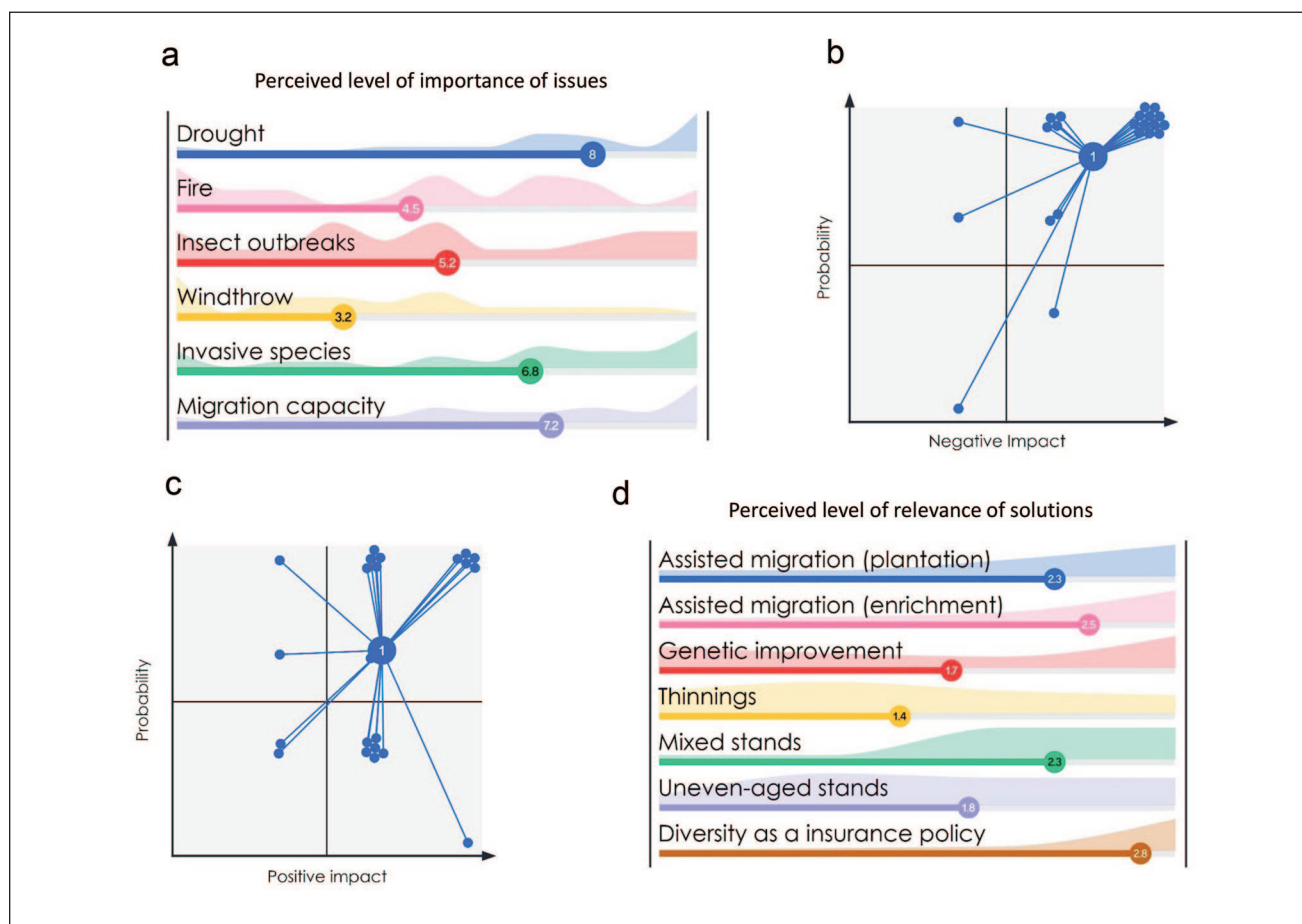 a
Perceived level of importance of issues
Drought
8
Fire
4.5
Insect outbreaks
5.2
Windthrow
3.2
Invasive species
6.8
Migration capacity
7.2
b
Probability
1
Negative Impact
c
Probability
1
Positive impact
d
Perceived level of relevance of solutions
Assisted migration (plantation)
2.3
Assisted migration (enrichment)
2.5
Genetic improvement
1.7
Thinnings
1.4
Mixed stands
2.3
Uneven-aged stands
1.8
Diversity as a insurance policy
2.8